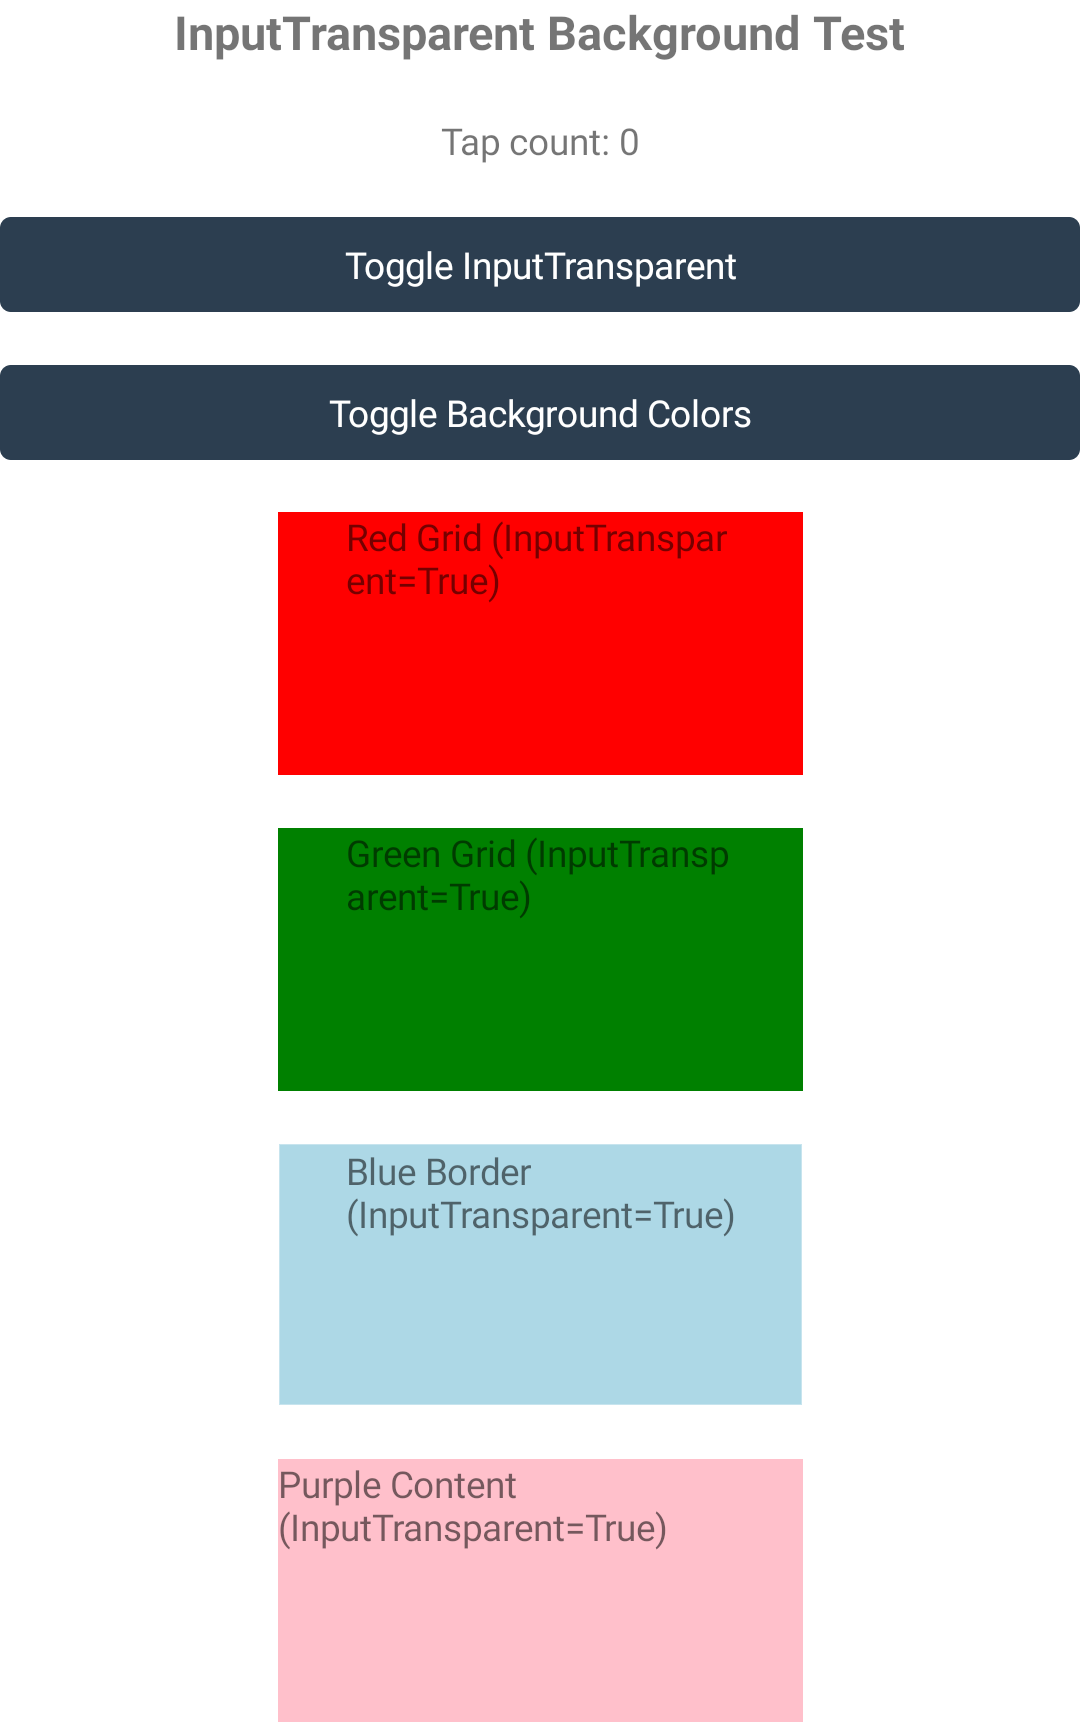 InputTransparent Background Test
Tap count: 0
Toggle InputTransparent
Toggle Background Colors
Red Grid (InputTranspar
ent=True)
Green Grid (InputTransp
arent=True)
Blue Border
(InputTransparent=True)
Purple Content
(InputTransparent=True)